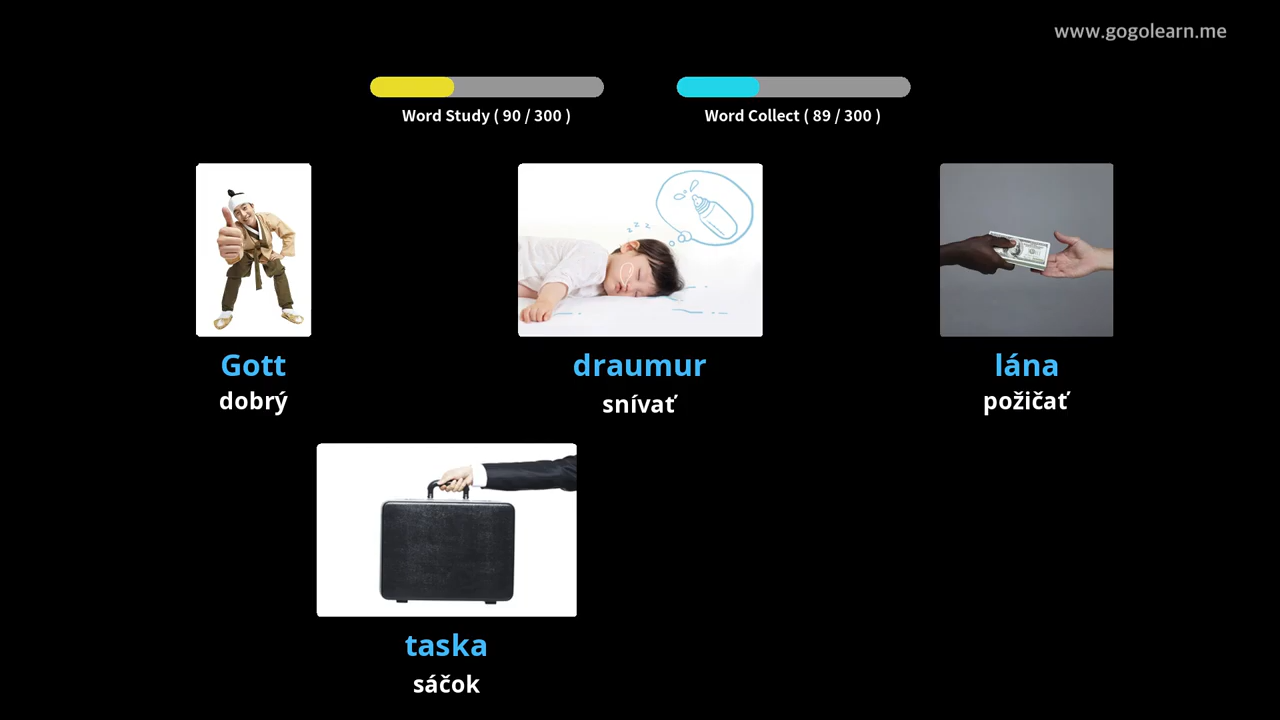 www.gogolearn.me
Word Study ( 90 / 300 )
Word Collect ( 89 / 300 )
Gott
dobrý
draumur
snívať
lána
požičať
taska
sáčok